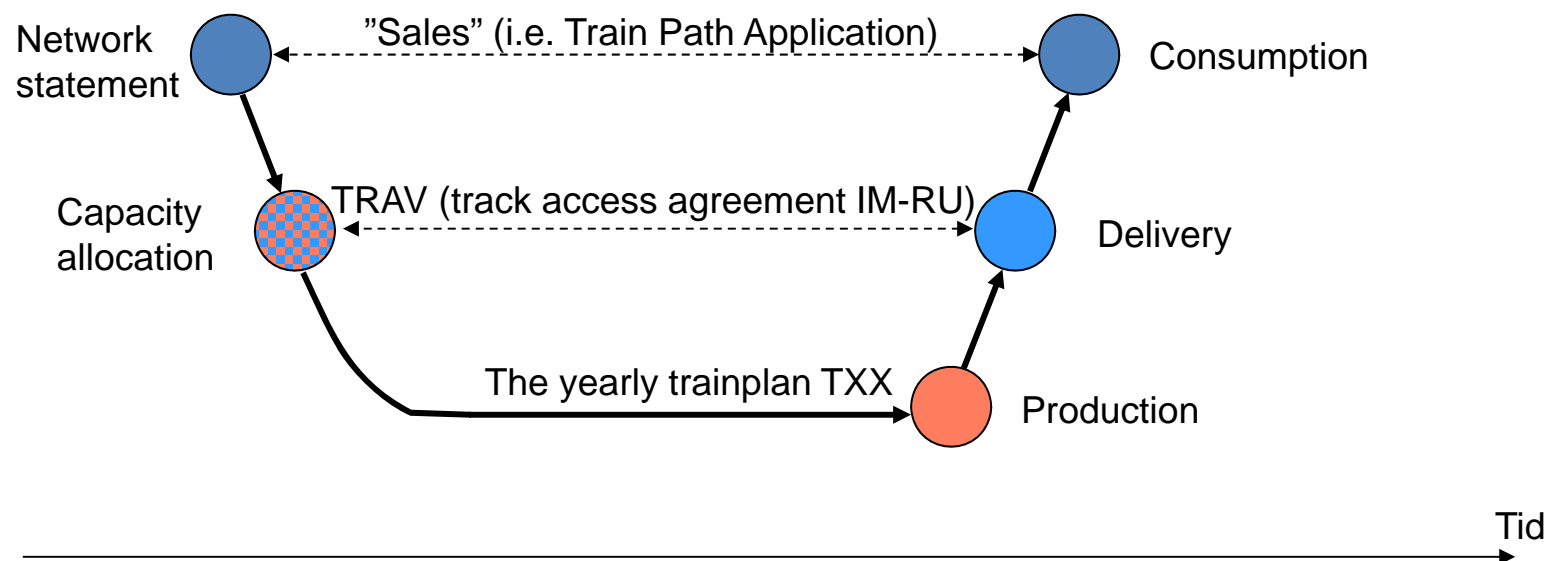 ”Sales” (i.e. Train Path Application)
Network
statement
Consumption
TRAV (track access agreement IM-RU)
Capacity
allocation
Delivery
The yearly trainplan TXX
Production
Tid